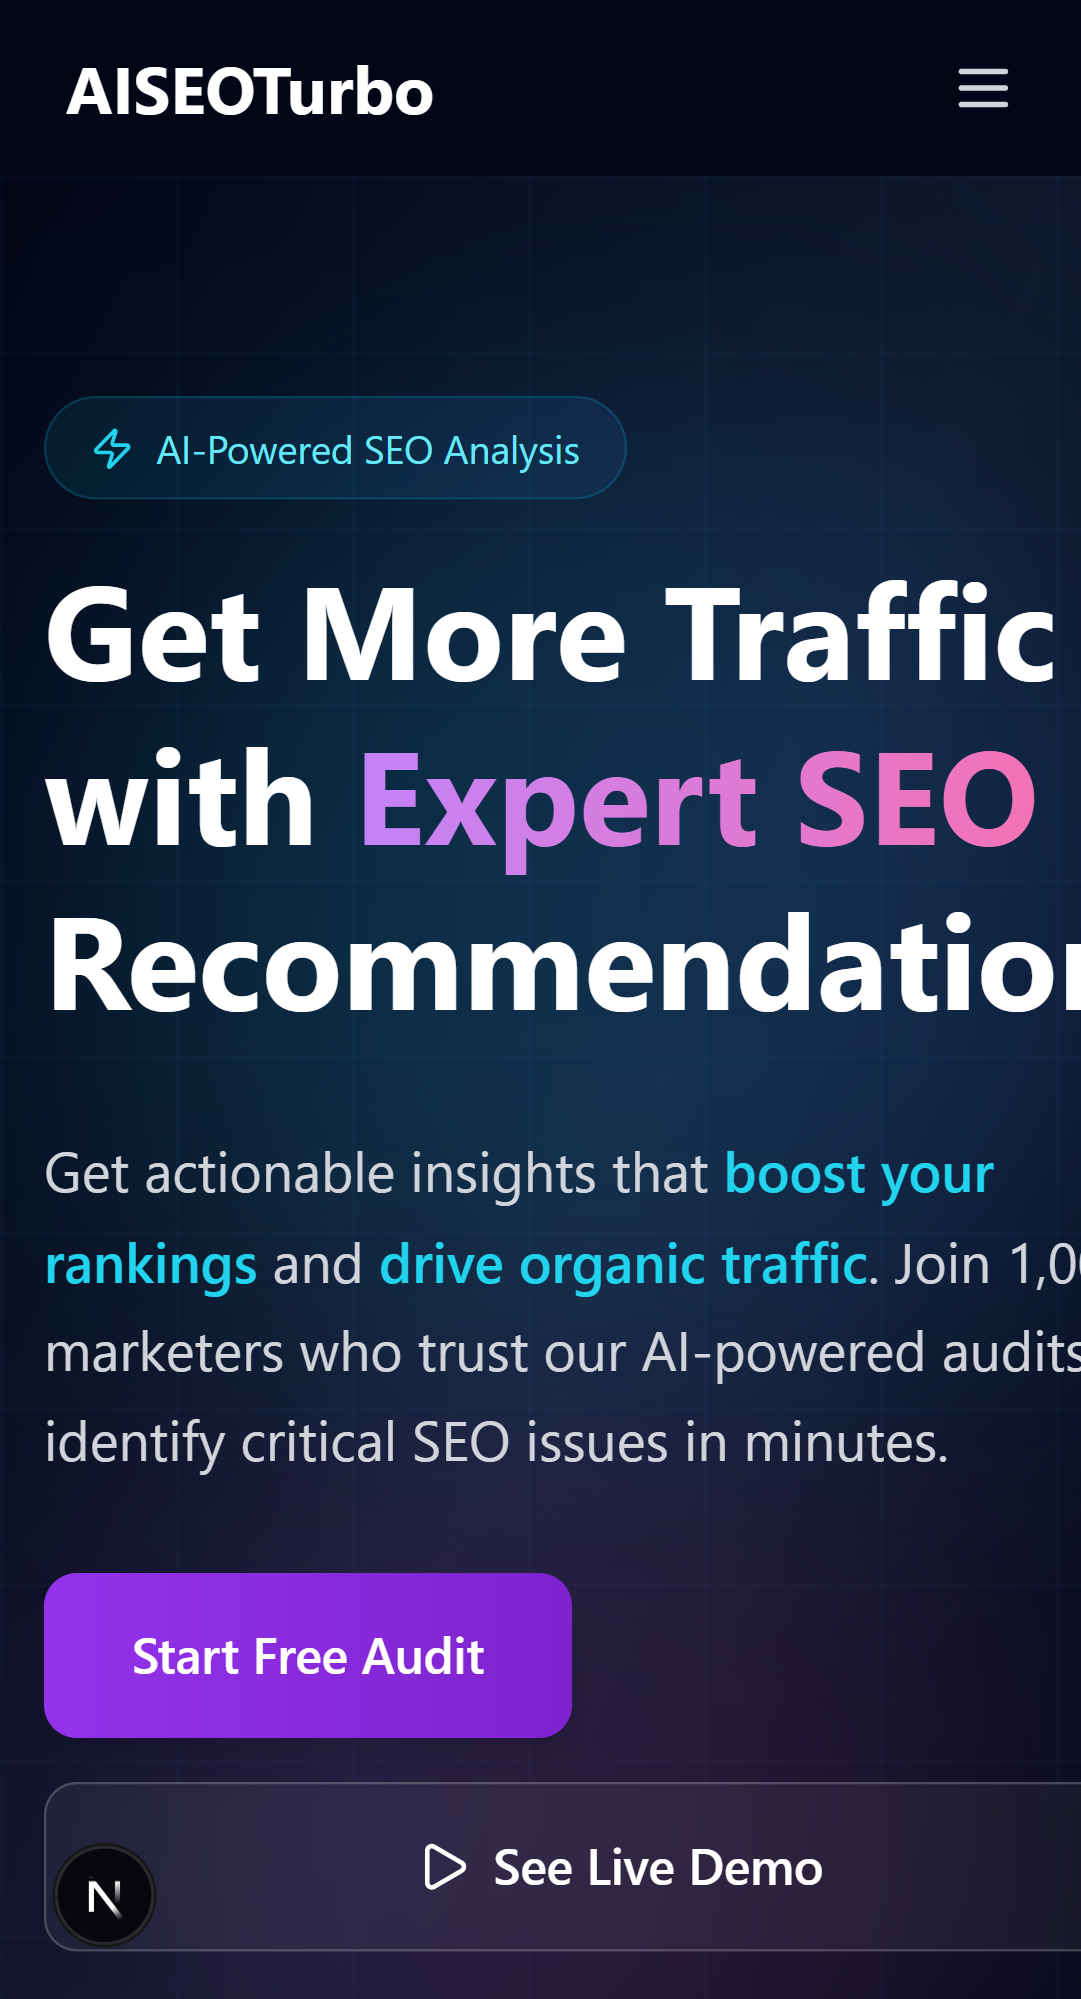 AISEOTurbo
AI-Powered SEO Analysis
Get More Traffic
with Expert SEO
Recommendation
Get actionable insights that boost your
rankings and drive organic traffic. Join 1,00
marketers who trust our AI-powered audits
identify critical SEO issues in minutes.
Start Free Audit
See Live Demo
N